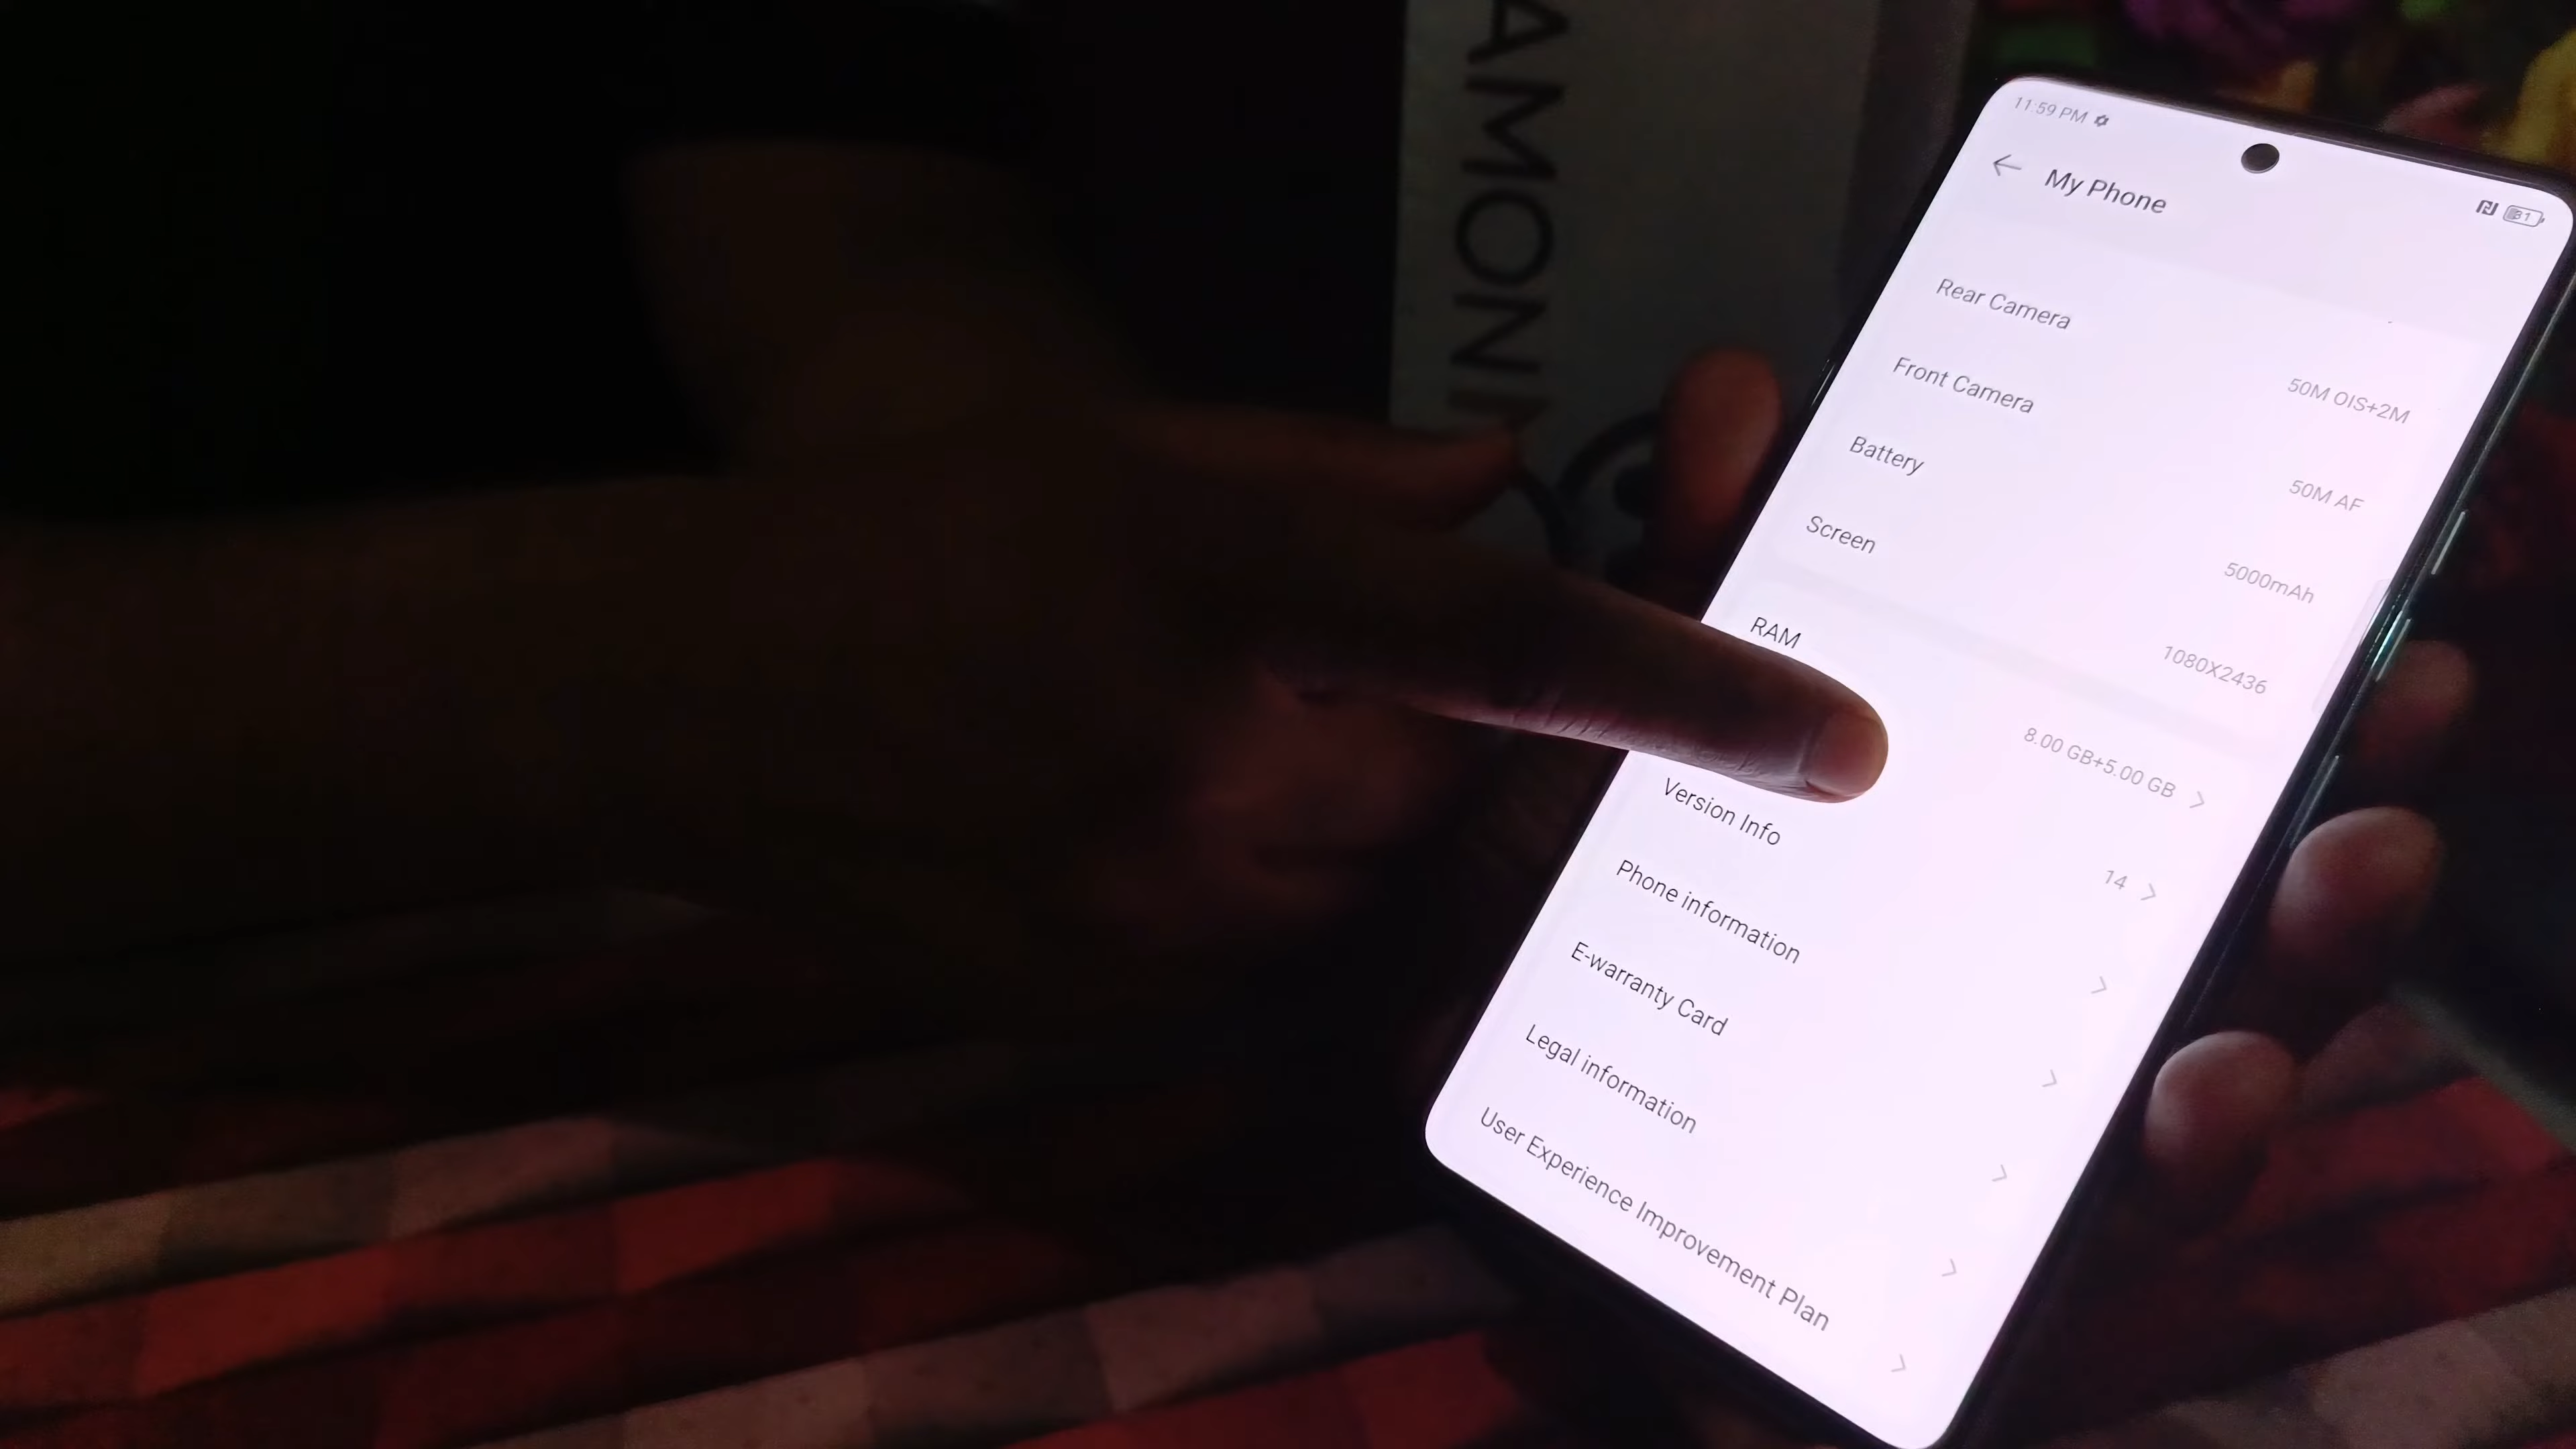 AMON
11:59 PM
31
My Phone
Rear Camera
50M OIS+2M
Front Camera
50M AF
Battery
5000mAh
Screen
1080X2436
RAM
8.00 GB+5.00 GB
14
Version Info
Phone information
E-warranty Card
Legal information
User Experience Improvement Plan